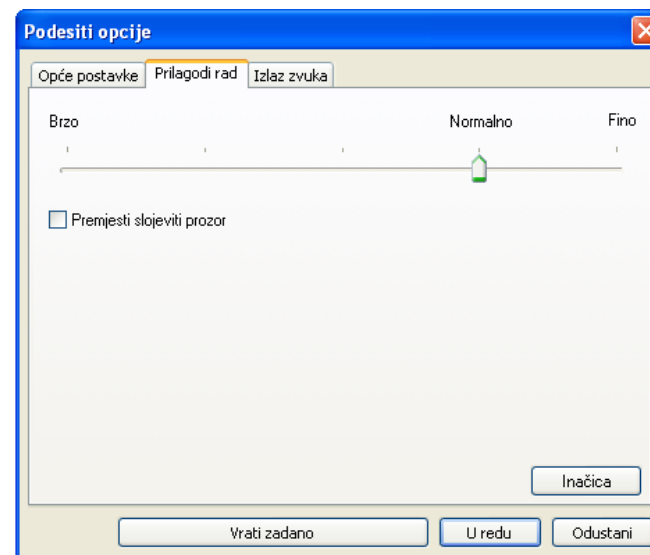 Podesiti opcije
Opće postavke Prilagodi rad Izlaz zvuka
Brzo Normalno Fino
Premjesti slojeviti prozor
Inačica
Vrati zadano U redu Odustani